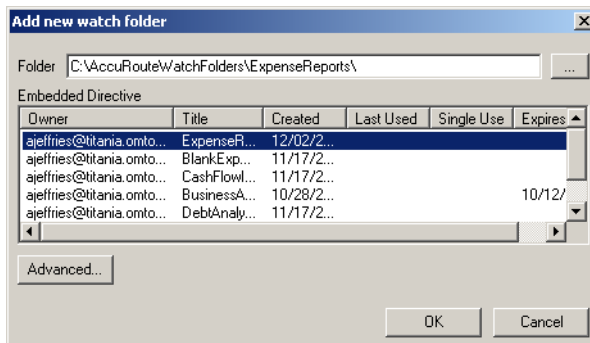 Add new watch folder
Folder C:\AccuRouteWatchFolders\ExpenseReports\ ...
Embedded Directive
Owner Title Created Last Used Single Use Expires
ajeffries@titania.omto... ExpenseR... 12/02/2...
ajeffries@titania.omto... BlankExp... 11/17/2...
ajeffries@titania.omto... CashFlowI... 11/17/2...
ajeffries@titania.omto... BusinessA... 10/28/2... 10/12/
ajeffries@titania.omto... DebtAnaly... 11/17/2...
Advanced...
OK Cancel